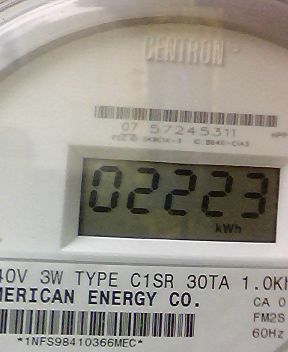 CENTRON
07 57245311
02223
kWh
40V 3W TYPE C1SR 30TA 1.0Kh
MERICAN ENERGY CO.
CA 0
FM2S
60Hz
*1NFS98410366MEC*